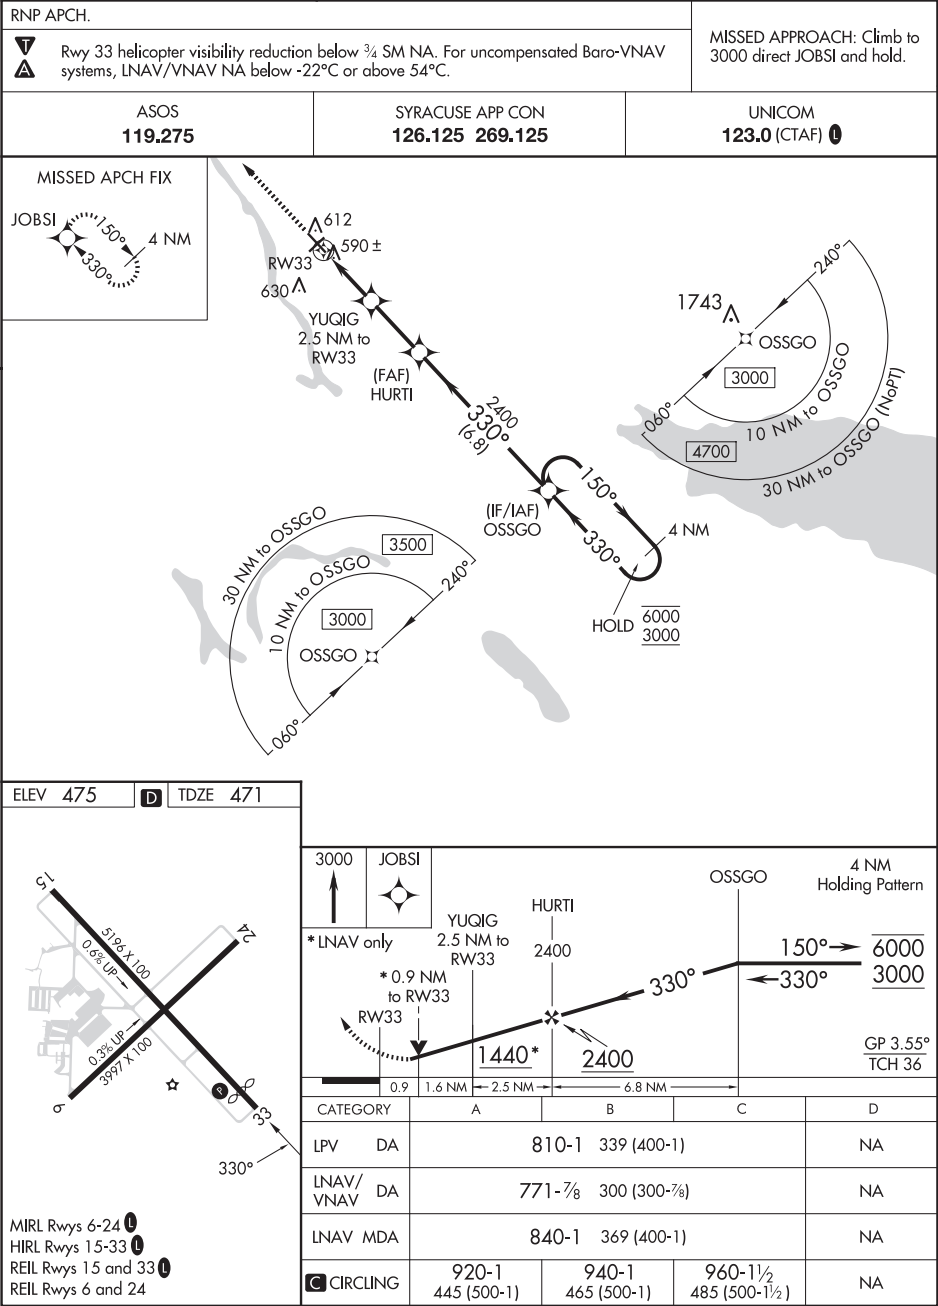 RNP APCH.
T
A
Rwy 33 helicopter visibility reduction below ¾ SM NA. For uncompensated Baro-VNAV
systems, LNAV/VNAV NA below -22°C or above 54°C.
MISSED APPROACH: Climb to
3000 direct JOBSI and hold.
ASOS
119.275
SYRACUSE APP CON
126.125 269.125
UNICOM
123.0 (CTAF) L
MISSED APCH FIX
JOBSI
150°
330°
4 NM
612
590 ±
RW33
630
YUQIG
2.5 NM to
RW33
(FAF)
HURTI
2400
330°
(6.8)
1743
240°
OSSGO
3000
060°
4700
10 NM to OSSGO
30 NM to OSSGO (NoPT)
(IF/IAF)
OSSGO
150°
330°
4 NM
HOLD
6000
3000
30 NM to OSSGO
3500
10 NM to OSSGO
240°
3000
OSSGO
060°
ELEV 475
D
TDZE 471
15
24
5196 X 100
0.6% UP
0.3% UP
3997 X 100
6
P
33
330°
MIRL Rwys 6-24 L
HIRL Rwys 15-33 L
REIL Rwys 15 and 33 L
REIL Rwys 6 and 24
3000
JOBSI
* LNAV only
YUQIG
2.5 NM to
RW33
* 0.9 NM
to RW33
RW33
HURTI
2400
OSSGO
4 NM
Holding Pattern
150°
330°
6000
3000
330°
1440*
2400
GP 3.55°
TCH 36
0.9
1.6 NM
2.5 NM
6.8 NM
CATEGORY A B C D
LPV DA 810-1 339 (400-1) NA
LNAV/
VNAV DA 771-⅞ 300 (300-⅞) NA
LNAV MDA 840-1 369 (400-1) NA
C CIRCLING 920-1 940-1 960-1½ NA
445 (500-1) 465 (500-1) 485 (500-1½)